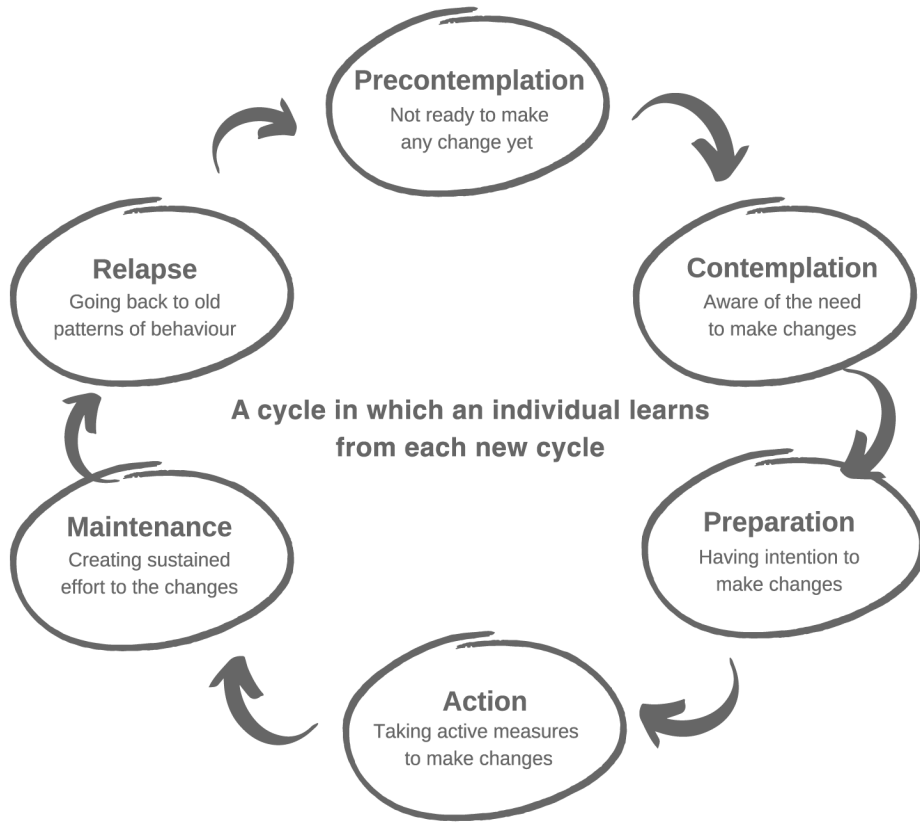 Precontemplation
Not ready to make
any change yet
Contemplation
Aware of the need
to make changes
Preparation
Having intention to
make changes
Action
Taking active measures
to make changes
Maintenance
Creating sustained
effort to the changes
Relapse
Going back to old
patterns of behaviour
A cycle in which an individual learns
from each new cycle